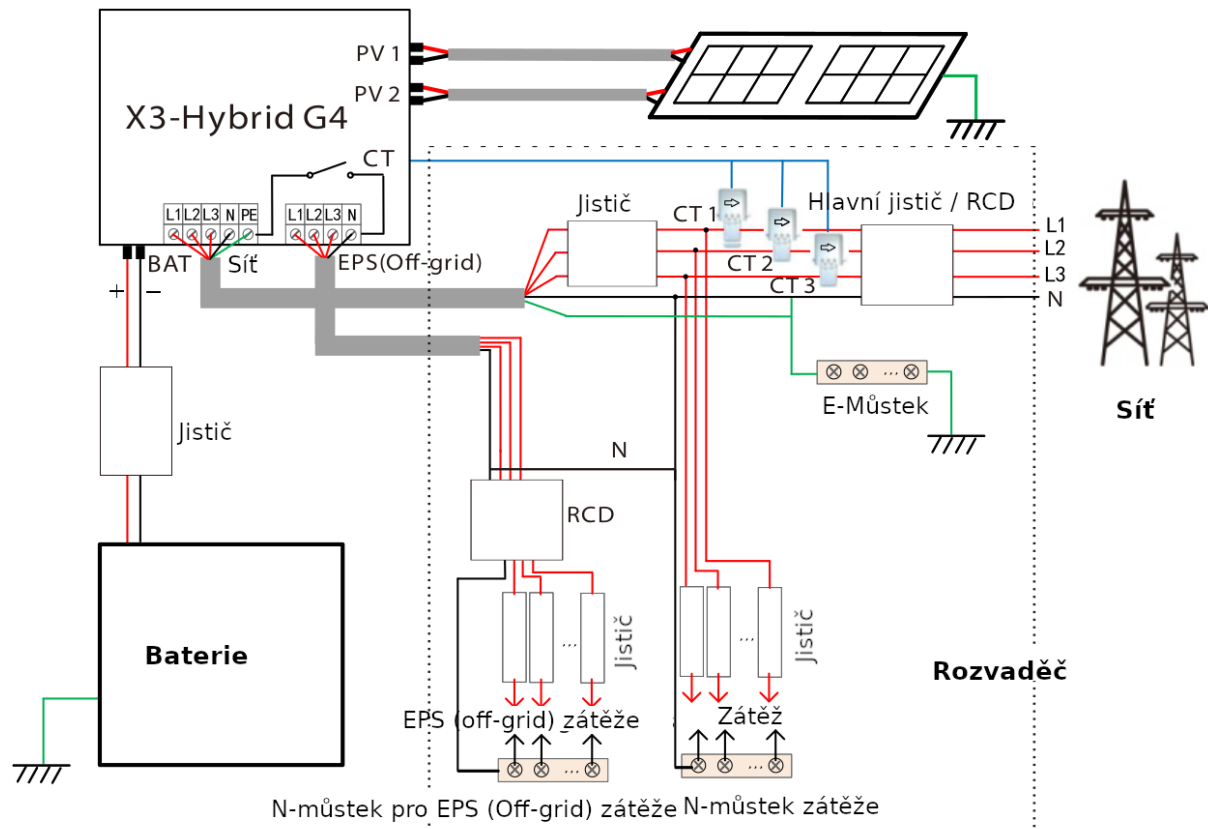 PV 1
PV 2
X3-Hybrid G4
CT
L1 L2 L3 N PE
L1 L2 L3 N
BAT
Síť
EPS(Off-grid)
+
−
Jistič
CT 1
CT 2
CT 3
Hlavní jistič / RCD
L1
L2
L3
N
E-Můstek
...
Síť
Jistič
N
RCD
Baterie
...
Jistič
...
Jistič
Rozvaděč
EPS (off-grid) zátěže
Zátěž
...
...
N-můstek pro EPS (Off-grid) zátěže
N-můstek zátěže